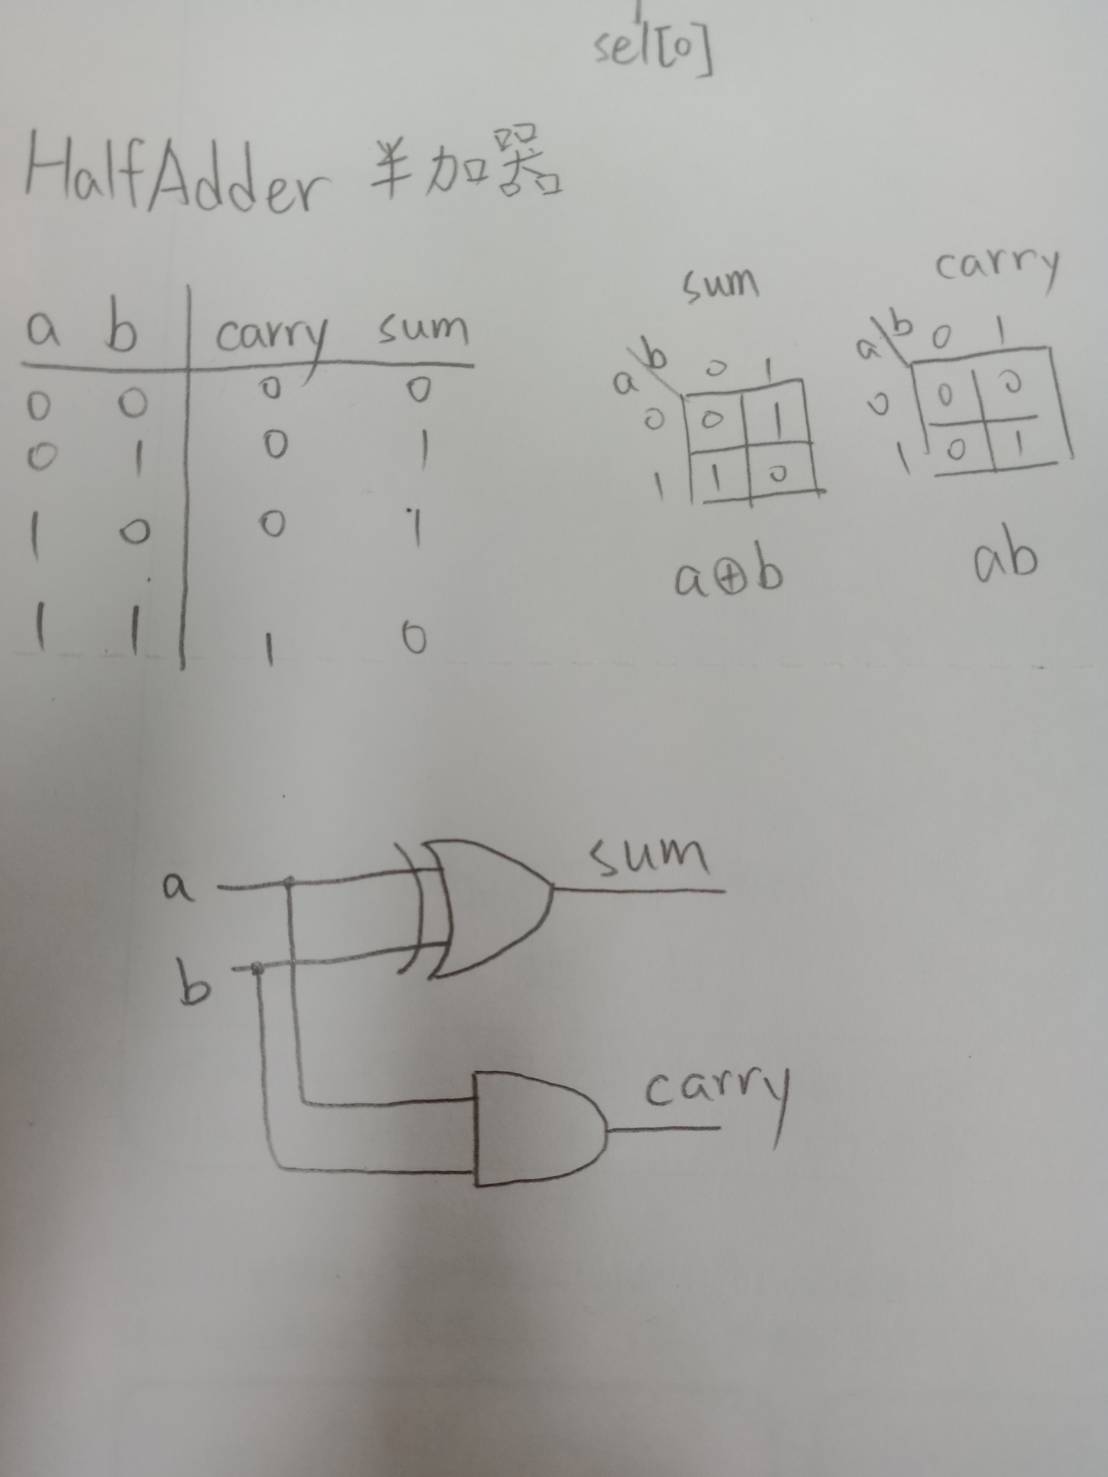 sel[0]
HalfAdder 半加器
a b carry sum
0 0 0 0
0 1 0 1
1 0 0 1
1 1 1 0
sum
a\b 0 1
0 0 1
1 1 0
a⊕b
carry
a\b 0 1
0 0 0
1 0 1
ab
a
b
sum
carry